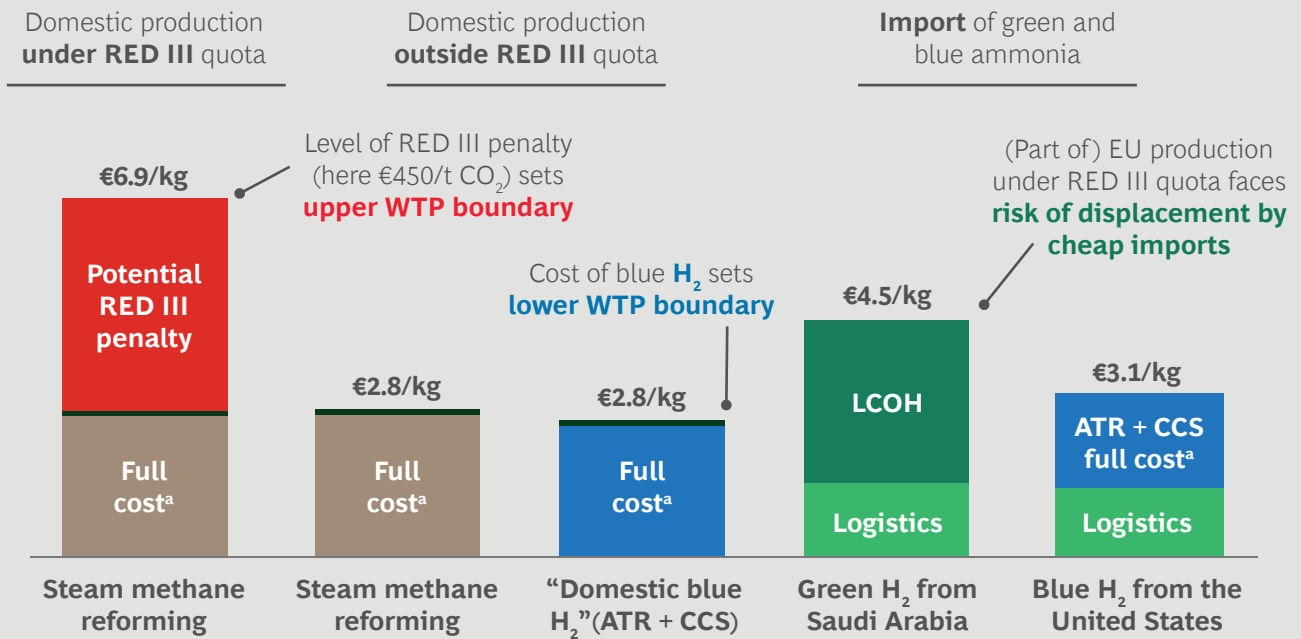 Domestic production
under RED III quota
Domestic production
outside RED III quota
Import of green and
blue ammonia
Level of RED III penalty
(here €450/t CO₂) sets
upper WTP boundary
(Part of) EU production
under RED III quota faces
risk of displacement by
cheap imports
Cost of blue H₂ sets
lower WTP boundary
€6.9/kg
Potential
RED III
penalty
Full
costᵃ
€2.8/kg
Full
costᵃ
€2.8/kg
Full
costᵃ
€4.5/kg
LCOH
Logistics
€3.1/kg
ATR + CCS
full costᵃ
Logistics
Steam methane
reforming
Steam methane
reforming
“Domestic blue
H₂”(ATR + CCS)
Green H₂ from
Saudi Arabia
Blue H₂ from the
United States